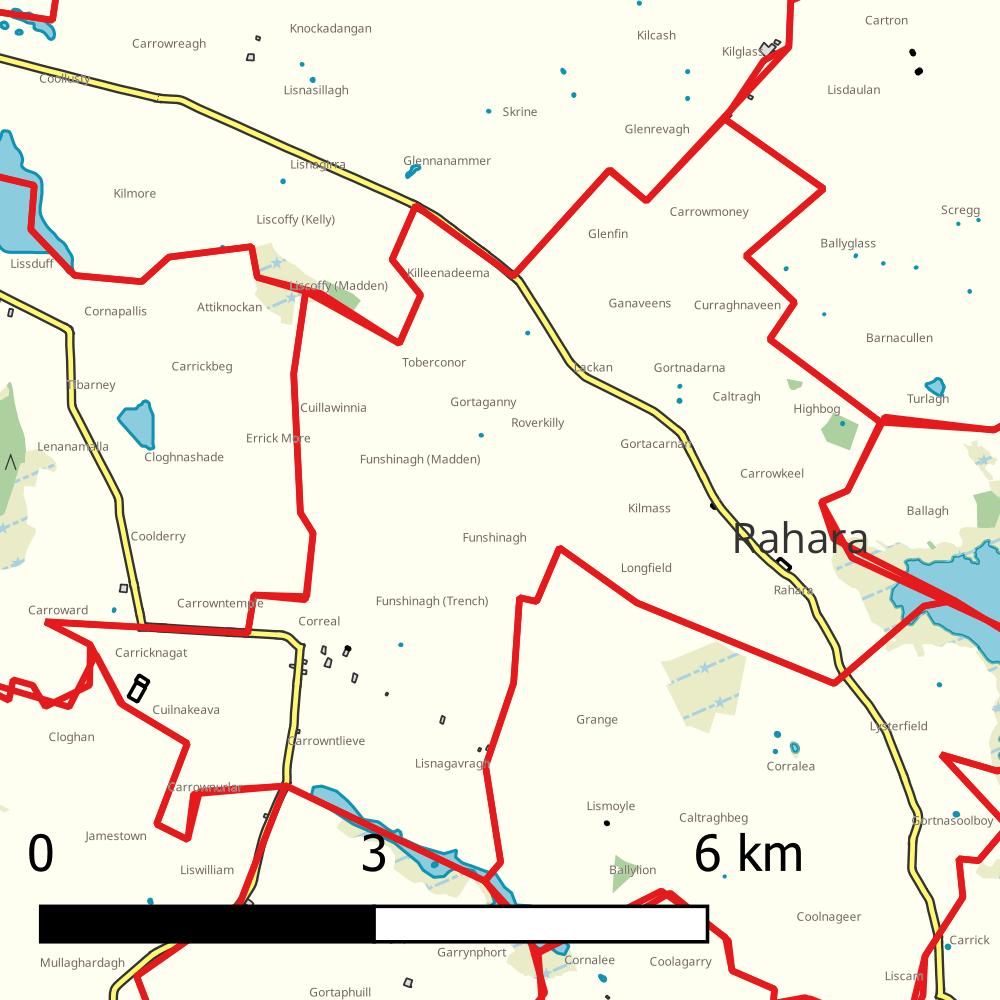 Cartron
Knockadangan
Kilcash
Carrowreagh
Kilglass
Coollusty
Lisnasillagh
Lisdaulan
Skrine
Glenrevagh
Lisnagirra
Glennanammer
Kilmore
Carrowmoney
Scregg
Liscoffy (Kelly)
Glenfin
Ballyglass
Lissduff
Killeenadeema
Liscoffy (Madden)
Cornapallis
Attiknockan
Ganaveens
Curraghnaveen
Barnacullen
Carrickbeg
Toberconor
Lackan
Gortnadarna
Tibarney
Caltragh
Turlagh
Cuillawinnia
Gortaganny
Highbog
Roverkilly
Errick More
Lenanamalla
Gortacarnan
Cloghnashade
Funshinagh (Madden)
Carrowkeel
Kilmass
Ballagh
Coolderry
Funshinagh
Rahara
Longfield
Rahara
Carroward
Carrowntemple
Funshinagh (Trench)
Correal
Carricknagat
Cuilnakeava
Grange
Lysterfield
Cloghan
Carrowntlieve
Lisnagavragh
Corralea
Carrownurlar
Lismoyle
Caltraghbeg
Gortnasoolboy
Jamestown
0
3
6 km
Liswilliam
Ballylion
Coolnageer
Carrick
Garrynphort
Mullaghardagh
Cornalee
Coolagarry
Liscam
Gortaphuill